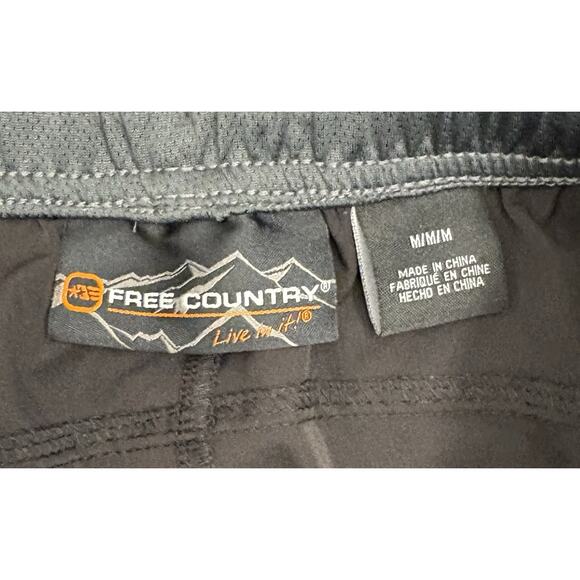 FREE COUNTRY®
Live in it!®
M/M/M
MADE IN CHINA
FABRIQUÉ EN CHINE
HECHO EN CHINA